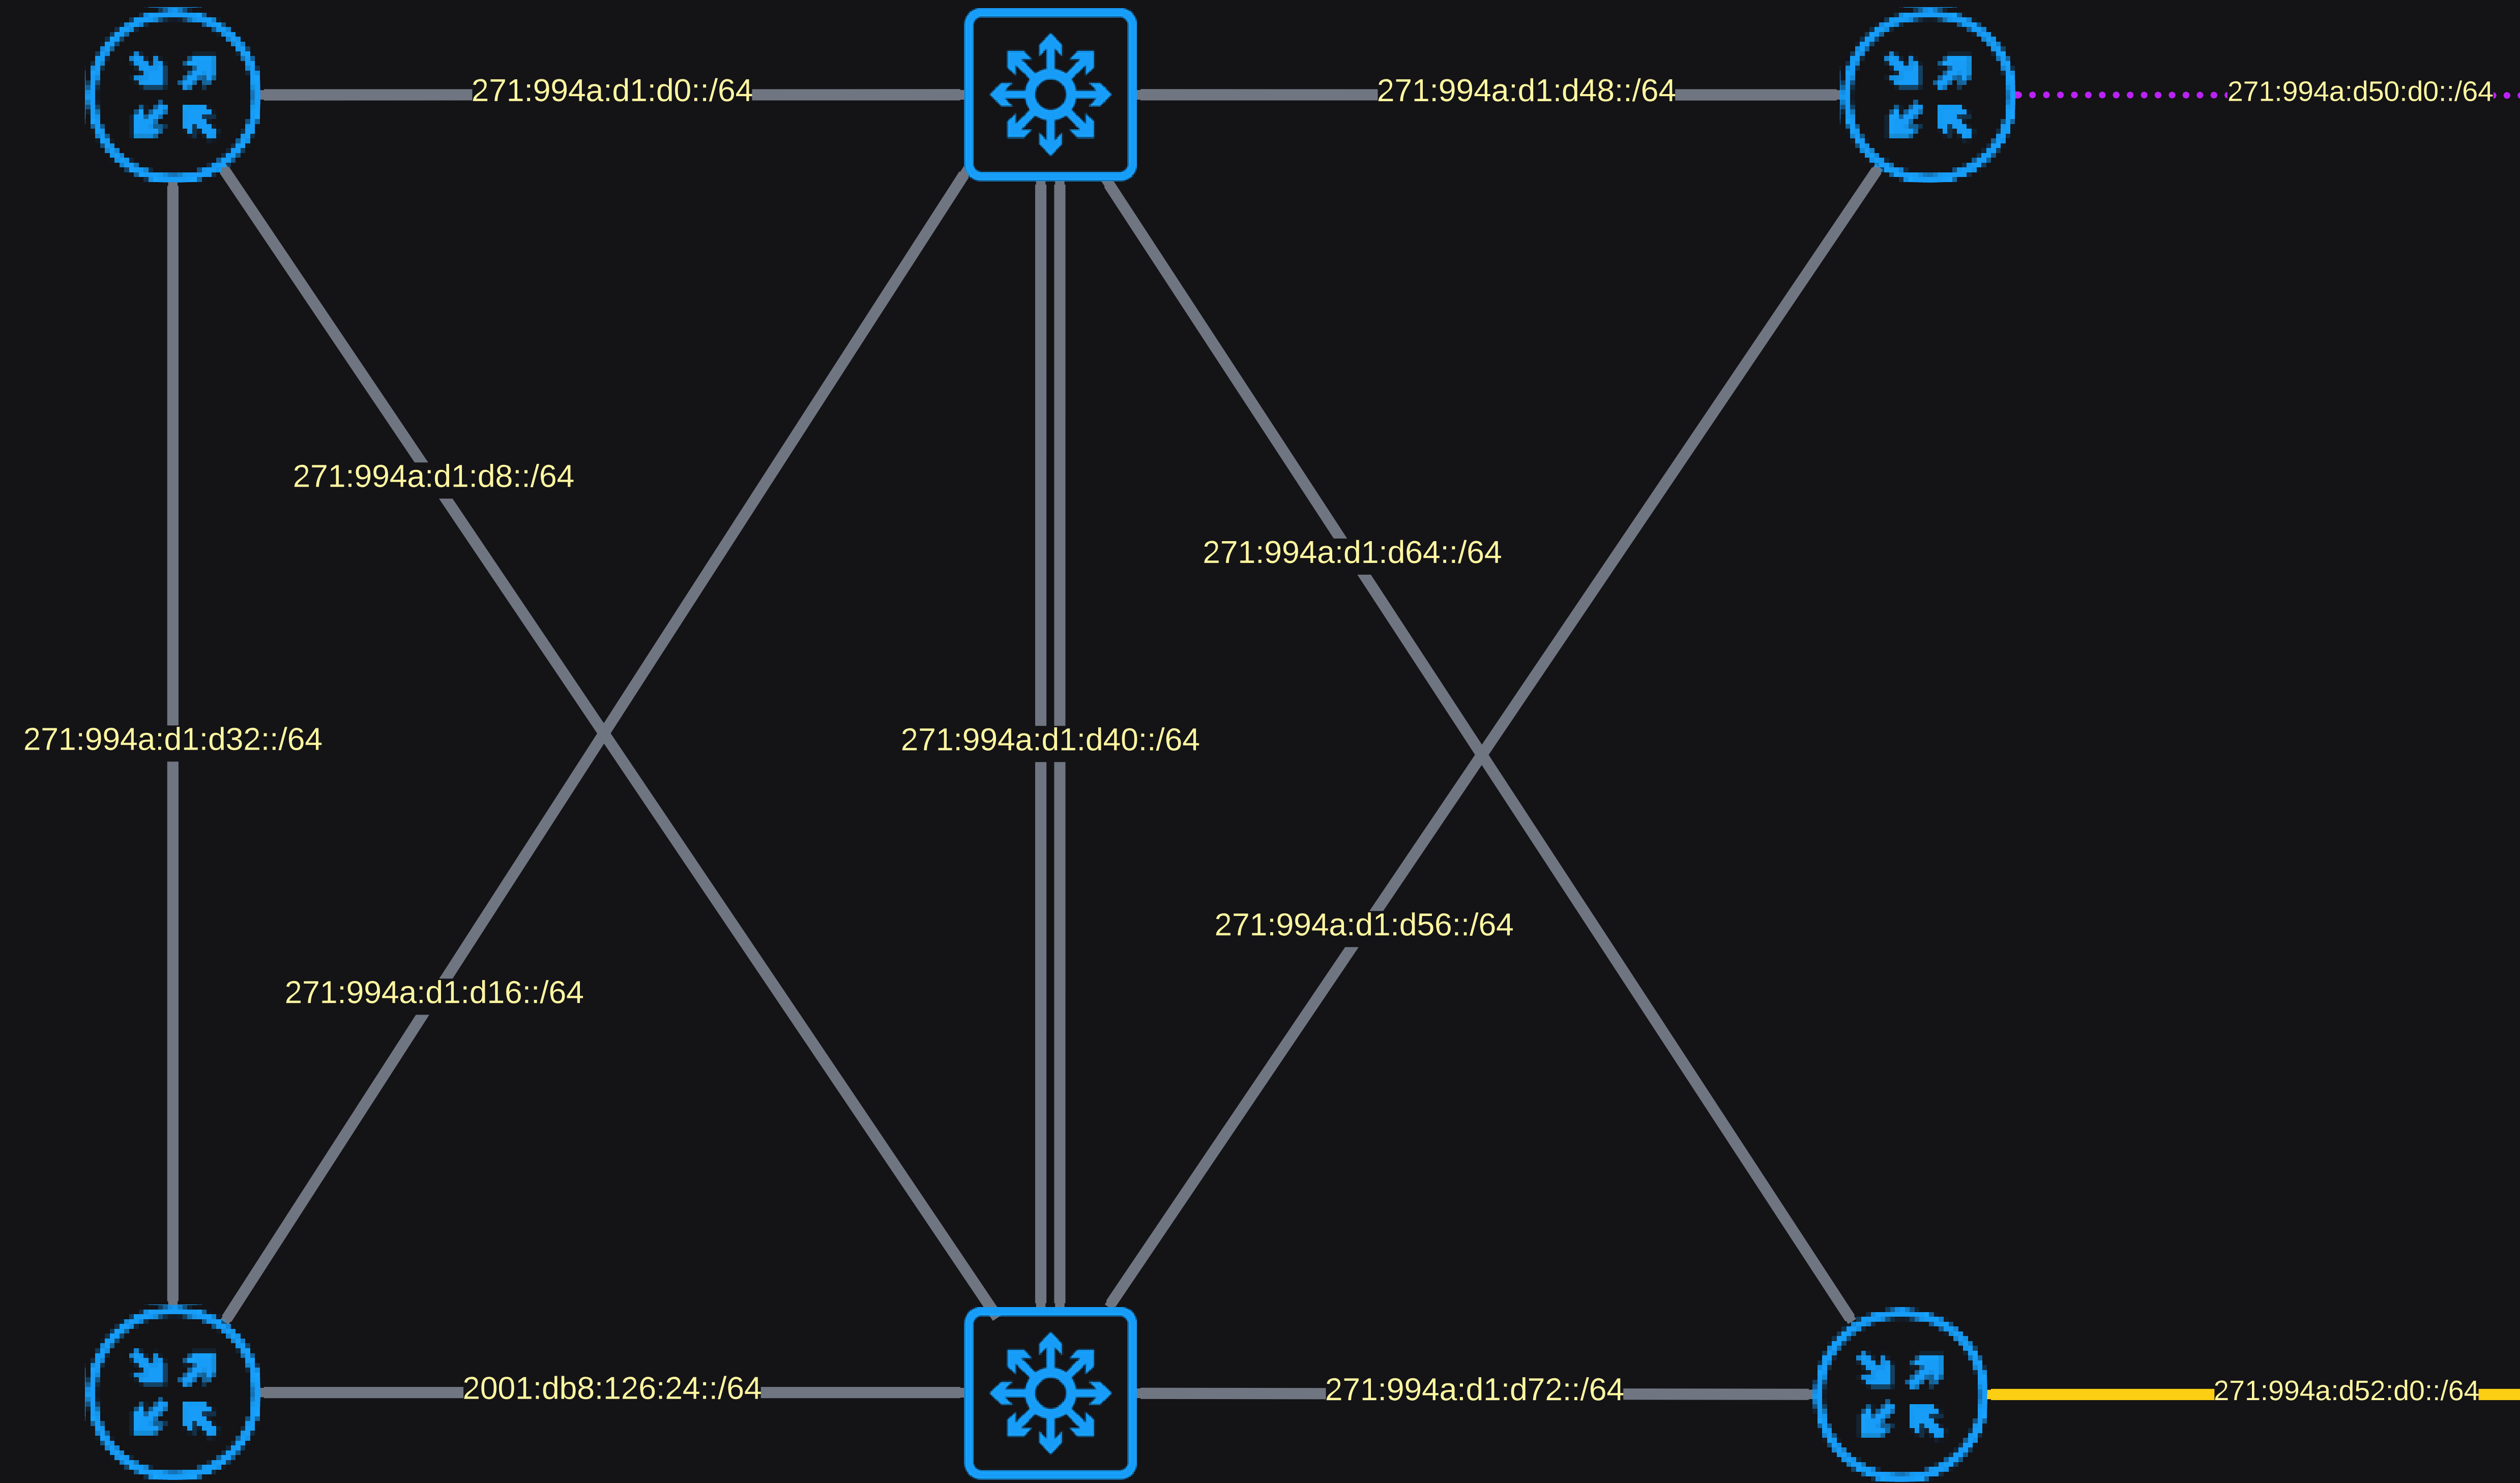 271:994a:d1:d0::/64
271:994a:d1:d48::/64
271:994a:d50:d0::/64
271:994a:d1:d8::/64
271:994a:d1:d64::/64
271:994a:d1:d32::/64
271:994a:d1:d40::/64
271:994a:d1:d56::/64
271:994a:d1:d16::/64
2001:db8:126:24::/64
271:994a:d1:d72::/64
271:994a:d52:d0::/64